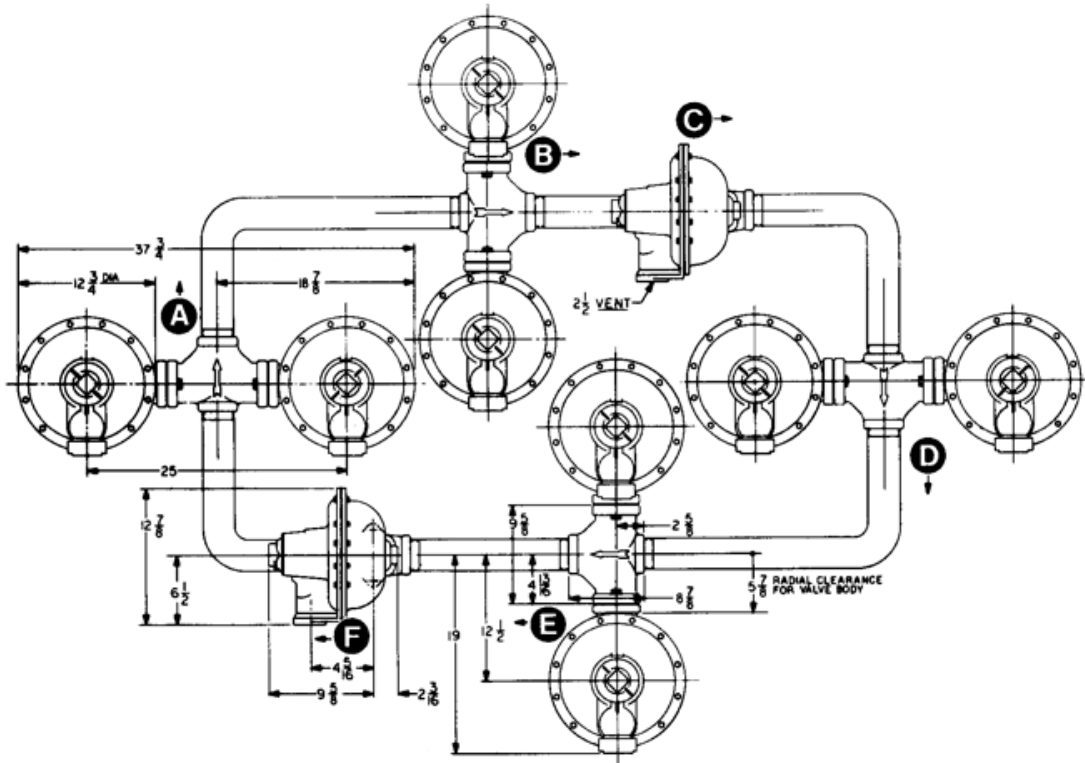 C
B
37 3/4
12 3/4 DIA
18 7/8
2 1/2 VENT
A
25
D
12 7/8
9 5/8
2 5/8
6 1/2
4 13/16
8 7/8
5 7/8 RADIAL CLEARANCE
FOR VALVE BODY
E
F
19
12 1/2
4 5/16
9 5/8
2 3/16